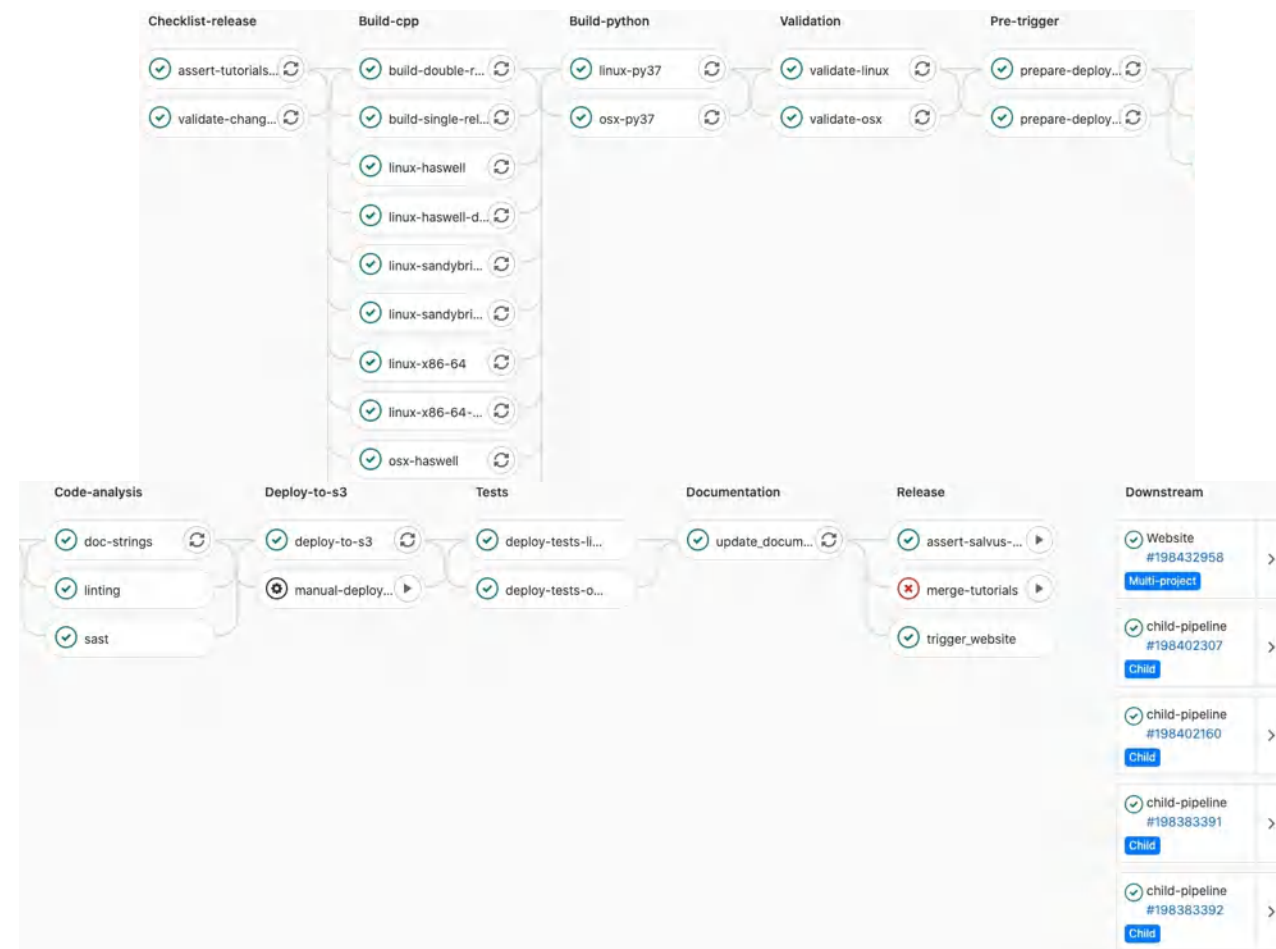 Checklist-release
Build-cpp
Build-python
Validation
Pre-trigger
assert-tutorials...
build-double-r...
linux-py37
validate-linux
prepare-deploy...
validate-chang...
build-single-rel...
osx-py37
validate-osx
prepare-deploy...
linux-haswell
linux-haswell-d...
linux-sandybri...
linux-sandybri...
linux-x86-64
linux-x86-64-...
osx-haswell
Code-analysis
Deploy-to-s3
Tests
Documentation
Release
Downstream
doc-strings
deploy-to-s3
deploy-tests-li...
update_docum...
assert-salvus-...
linting
manual-deploy...
deploy-tests-o...
merge-tutorials
sast
trigger_website
Website
#198432958
Multi-project
child-pipeline
#198402307
Child
child-pipeline
#198402160
Child
child-pipeline
#198383391
Child
child-pipeline
#198383392
Child